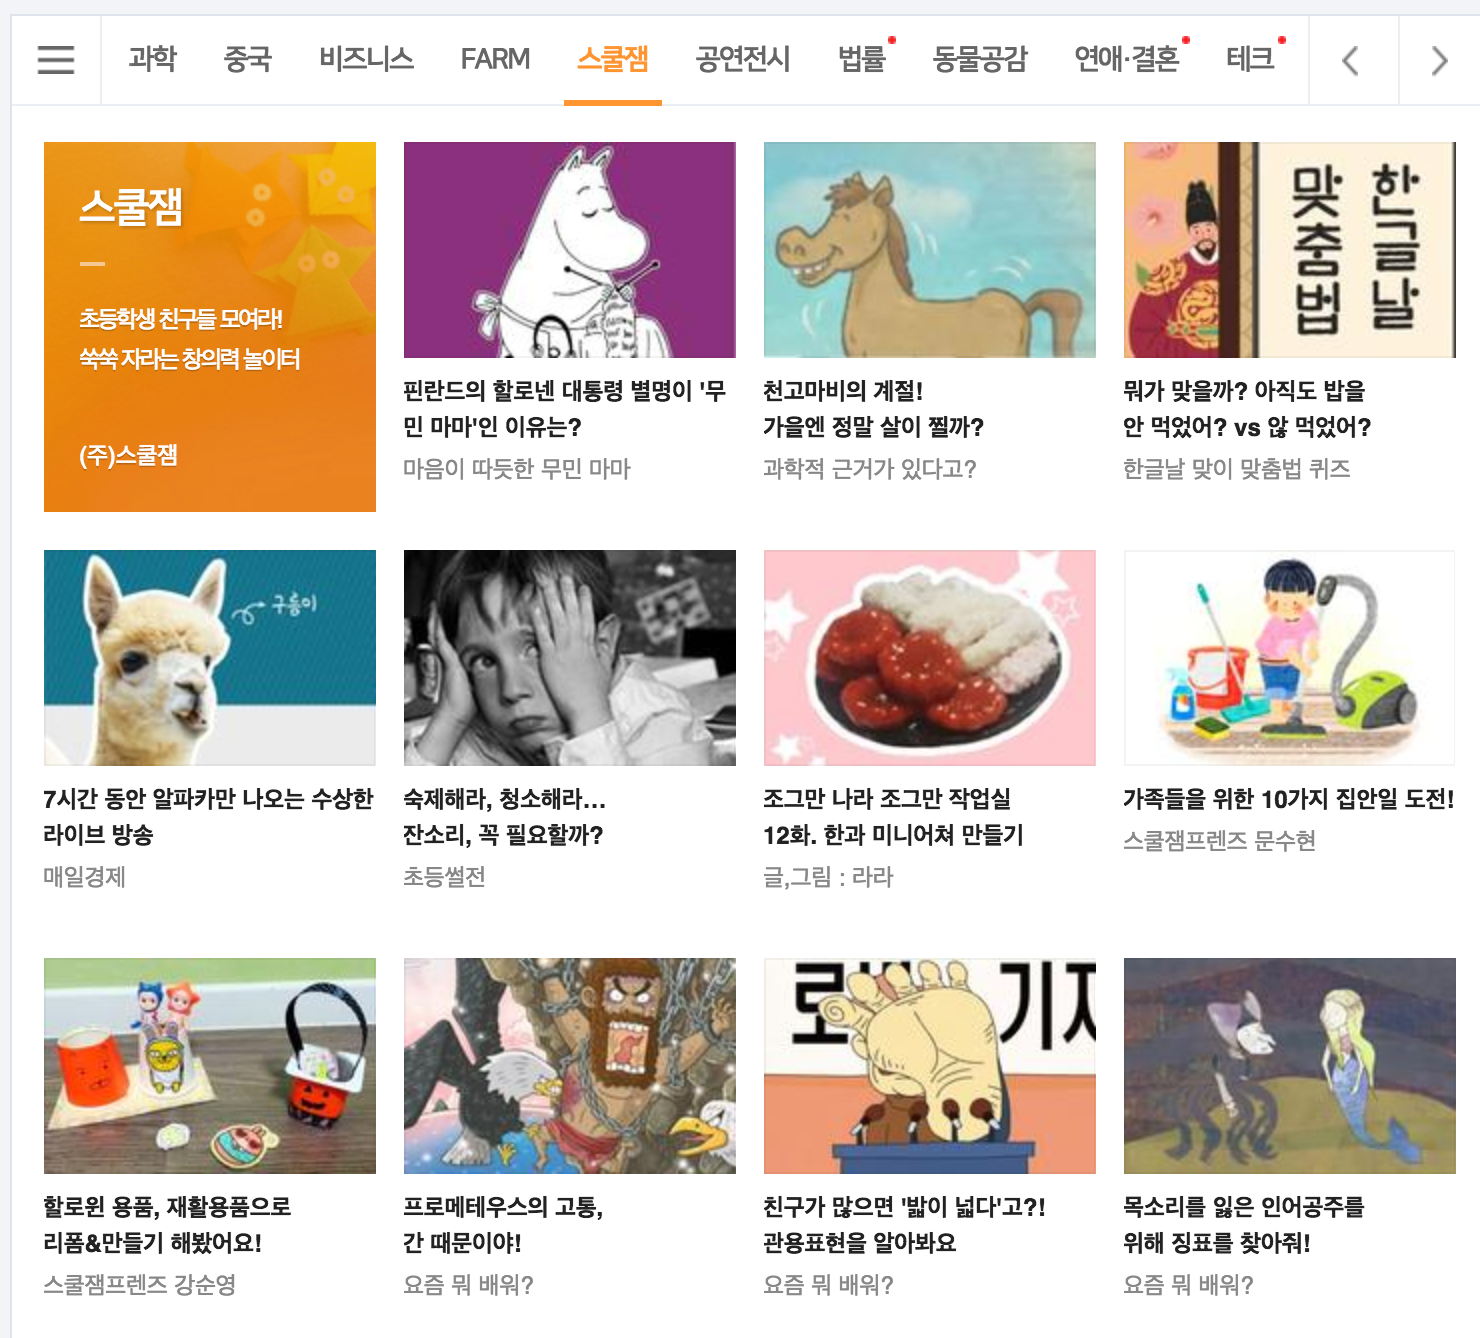 과학
중국
비즈니스
FARM
스쿨잼
공연전시
법률
동물공감
연애·결혼
테크
스쿨잼
초등학생 친구들 모여라!
쑥쑥 자라는 창의력 놀이터
(주)스쿨잼
핀란드의 할로넨 대통령 별명이 '무
민 마마'인 이유는?
마음이 따듯한 무민 마마
천고마비의 계절!
가을엔 정말 살이 찔까?
과학적 근거가 있다고?
한글날
맞춤법
뭐가 맞을까? 아직도 밥을
안 먹었어? vs 않 먹었어?
한글날 맞이 맞춤법 퀴즈
구름이
7시간 동안 알파카만 나오는 수상한
라이브 방송
매일경제
숙제해라, 청소해라...
잔소리, 꼭 필요할까?
초등썰전
조그만 나라 조그만 작업실
12화. 한과 미니어쳐 만들기
글,그림 : 라라
가족들을 위한 10가지 집안일 도전!
스쿨잼프렌즈 문수현
할로윈 용품, 재활용품으로
리폼&만들기 해봤어요!
스쿨잼프렌즈 강순영
프로메테우스의 고통,
간 때문이야!
요즘 뭐 배워?
기자
친구가 많으면 '밟이 넓다'고?!
관용표현을 알아봐요
요즘 뭐 배워?
목소리를 잃은 인어공주를
위해 징표를 찾아줘!
요즘 뭐 배워?